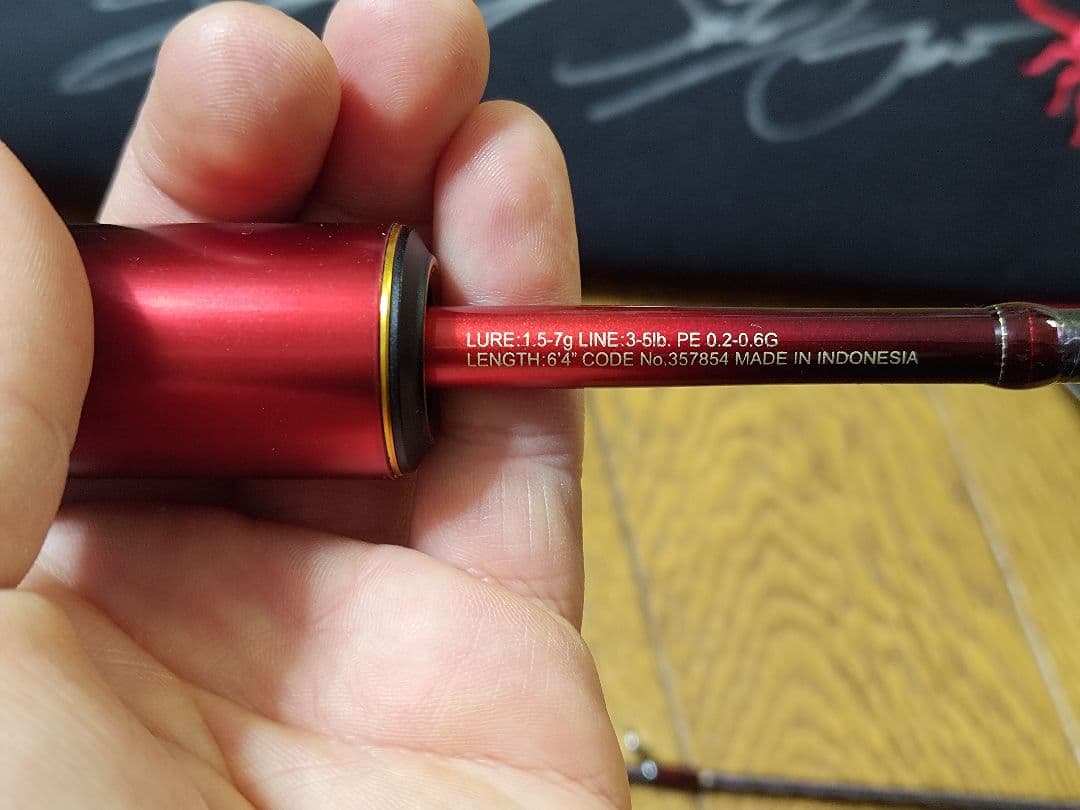 LURE:1.5-7g LINE:3-5lb. PE 0.2-0.6G
LENGTH:6'4" CODE No.357854 MADE IN INDONESIA